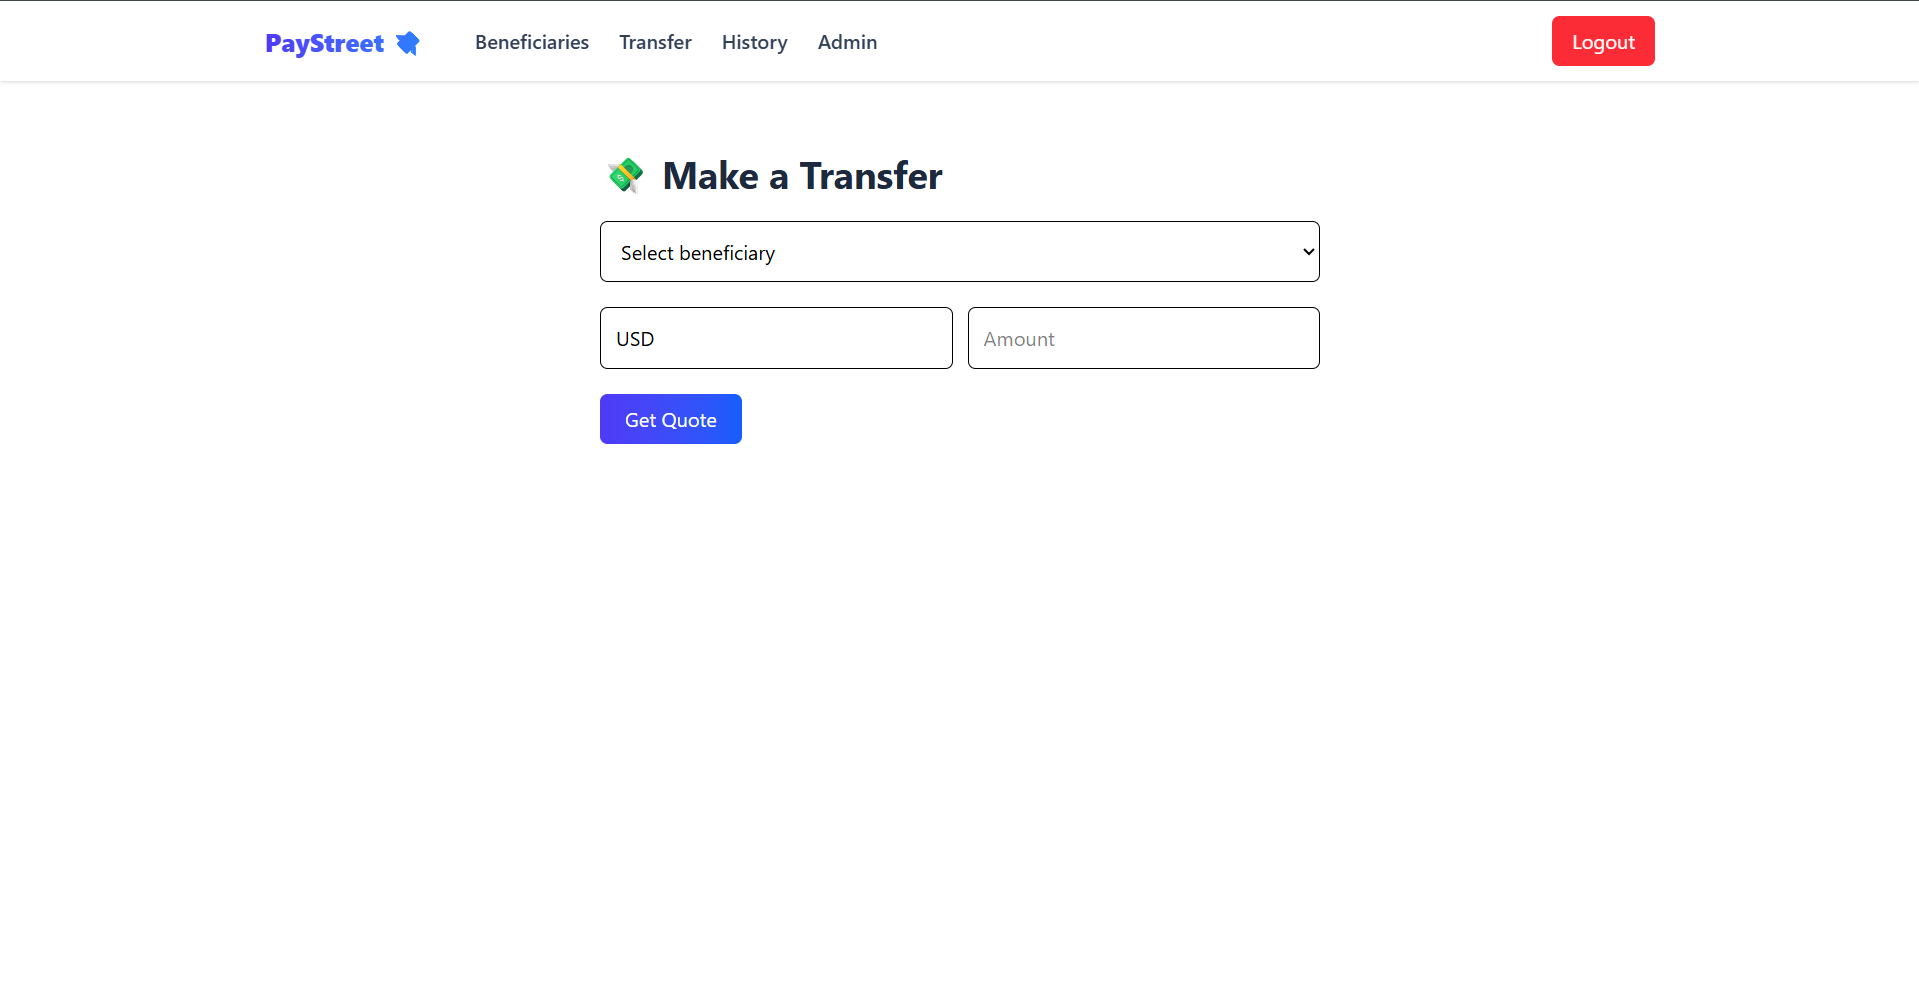 PayStreet
Beneficiaries
Transfer
History
Admin
Logout
Make a Transfer
Select beneficiary
USD
Amount
Get Quote